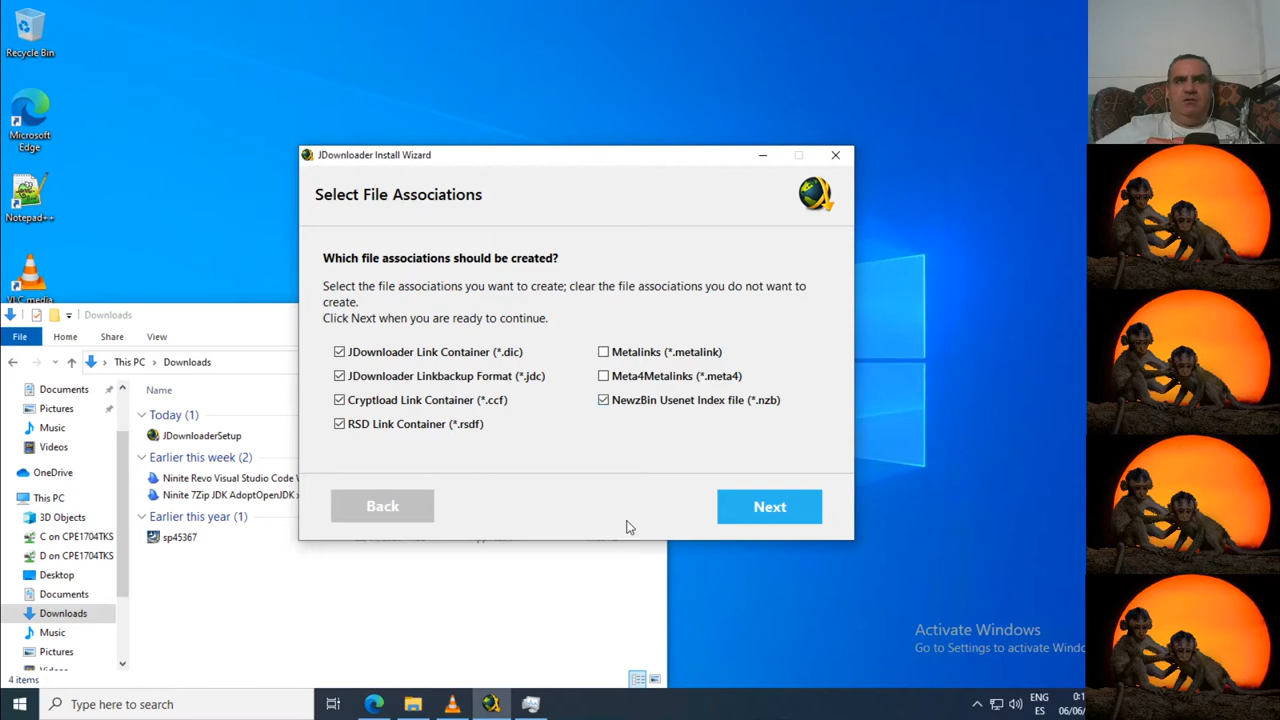 Recycle Bin
Microsoft
Edge
Notepad++
VLC media
JDownloader Install Wizard
Select File Associations
Which file associations should be created?
Select the file associations you want to create; clear the file associations you do not want to
create.
Click Next when you are ready to continue.
JDownloader Link Container (*.dlc)
Metalinks (*.metalink)
JDownloader Linkbackup Format (*.jdc)
Meta4Metalinks (*.meta4)
Cryptload Link Container (*.ccf)
NewzBin Usenet Index file (*.nzb)
RSD Link Container (*.rsdf)
Back
Next
Downloads
File
Home
Share
View
This PC
Downloads
Documents
Pictures
Music
Videos
OneDrive
This PC
3D Objects
C on CPE1704TKS
D on CPE1704TKS
Desktop
Documents
Downloads
Music
Pictures
Name
Today (1)
JDownloaderSetup
Earlier this week (2)
Ninite Revo Visual Studio Code
Ninite 7Zip JDK AdoptOpenJDK
Earlier this year (1)
sp45367
4 items
Activate Windows
Go to Settings to activate
Type here to search
ENG
ES